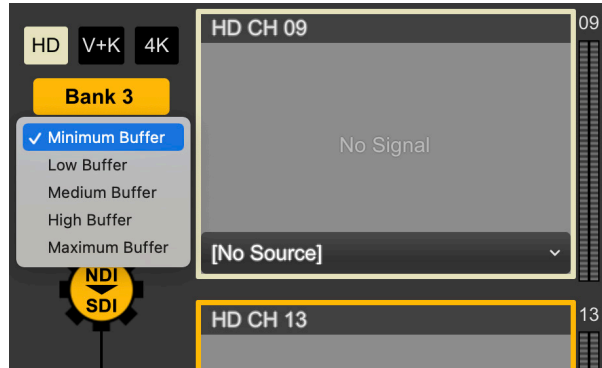 HD V+K 4K
Bank 3
✓ Minimum Buffer
Low Buffer
Medium Buffer
High Buffer
Maximum Buffer
NDI
SDI
HD CH 09
09
No Signal
[No Source]
HD CH 13
13